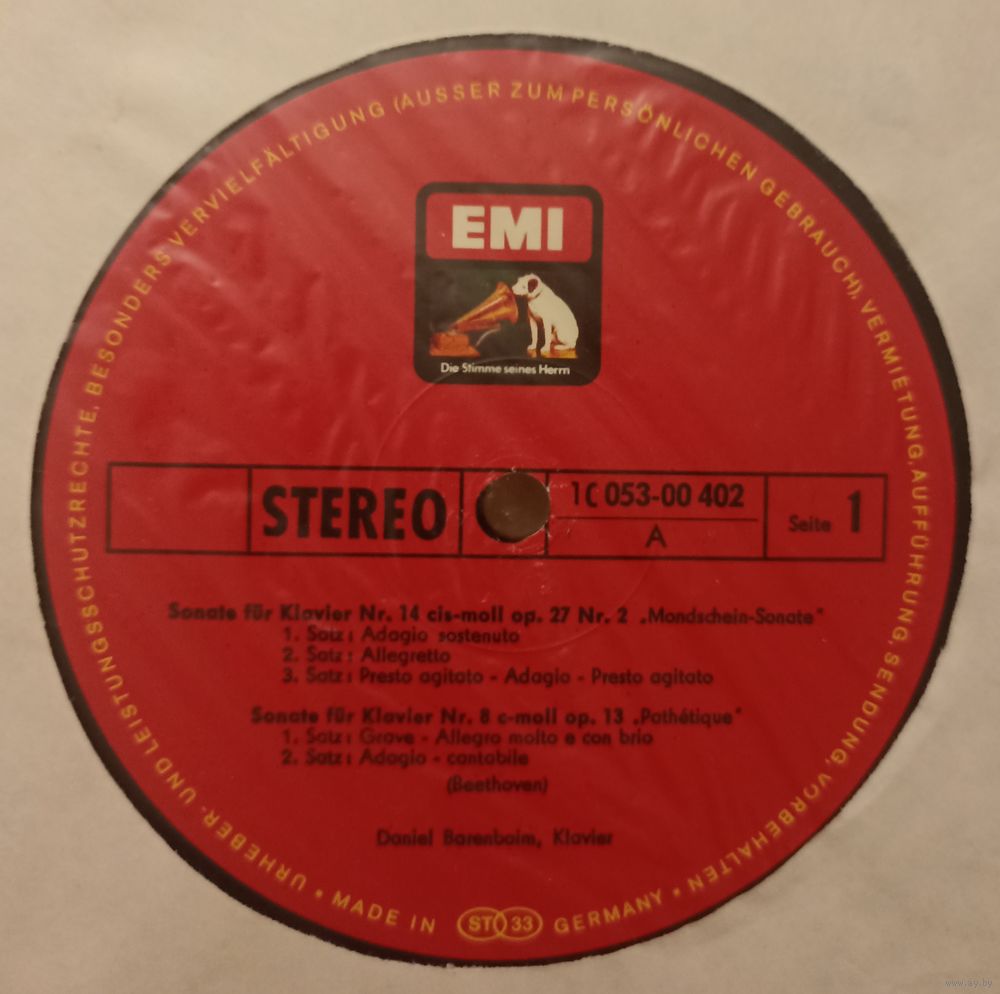 URHEBER- UND LEISTUNGSSCHUTZRECHTE, BESONDERS VERVIELFÄLTIGUNG (AUSSER ZUM PERSÖNLICHEN GEBRAUCH), VERMIETUNG, AUFFÜHRUNG, SENDUNG, VORBEHALTEN •
EMI
Die Stimme seines Herrn
STEREO
1C 053-00 402
A
Seite 1
Sonate für Klavier Nr. 14 cis-moll op. 27 Nr. 2 „Mondschein-Sonate"
1. Satz: Adagio sostenuto
2. Satz: Allegretto
3. Satz: Presto agitato - Adagio - Presto agitato
Sonate für Klavier Nr. 8 c-moll op. 13 „Pathétique"
1. Satz: Grave - Allegro molto e con brio
2. Satz: Adagio - cantabile
(Beethoven)
Daniel Barenboim, Klavier
• MADE IN ST 33 GERMANY
www.ay.by